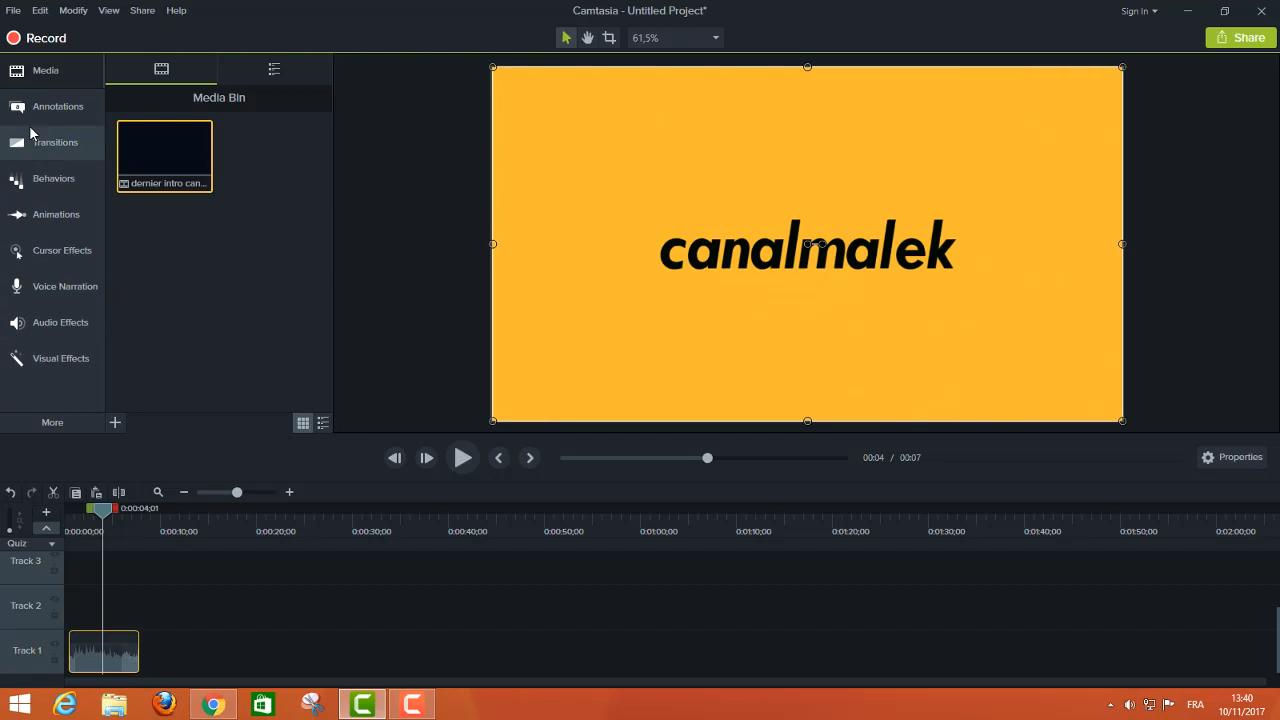 File Edit Modify View Share Help
Camtasia - Untitled Project*
Sign In
Record
61,5%
Share
Media
Annotations
Transitions
Behaviors
Animations
Cursor Effects
Voice Narration
Audio Effects
Visual Effects
More
Media Bin
dernier intro can...
canalmalek
00:04 / 00:07
Properties
0:00:04;01
0:00:00;00 0:00:10;00 0:00:20;00 0:00:30;00 0:00:40;00 0:00:50;00 0:01:00;00 0:01:10;00 0:01:20;00 0:01:30;00 0:01:40;00 0:01:50;00 0:02:00;00
Quiz
Track 3
Track 2
Track 1
FRA
13:40
10/11/2017